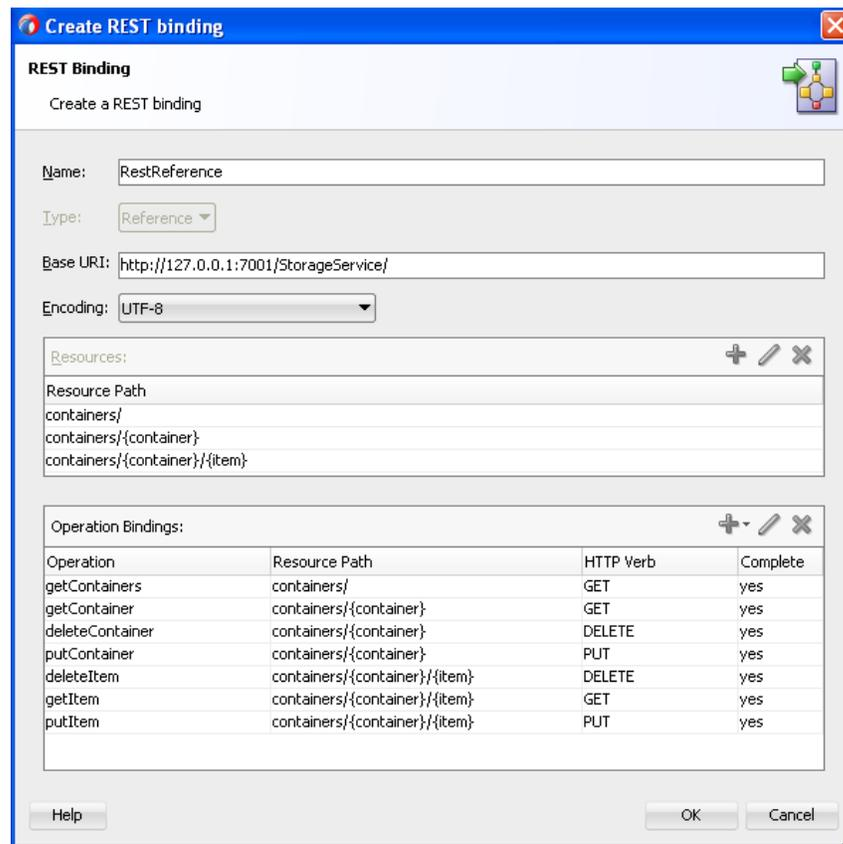 Create REST binding
REST Binding
Create a REST binding
Name: RestReference
Type: Reference
Base URI: http://127.0.0.1:7001/StorageService/
Encoding: UTF-8
Resources:
Resource Path
containers/
containers/{container}
containers/{container}/{item}
Operation Bindings:
Operation Resource Path HTTP Verb Complete
getContainers containers/ GET yes
getContainer containers/{container} GET yes
deleteContainer containers/{container} DELETE yes
putContainer containers/{container} PUT yes
deleteItem containers/{container}/{item} DELETE yes
getItem containers/{container}/{item} GET yes
putItem containers/{container}/{item} PUT yes
Help OK Cancel